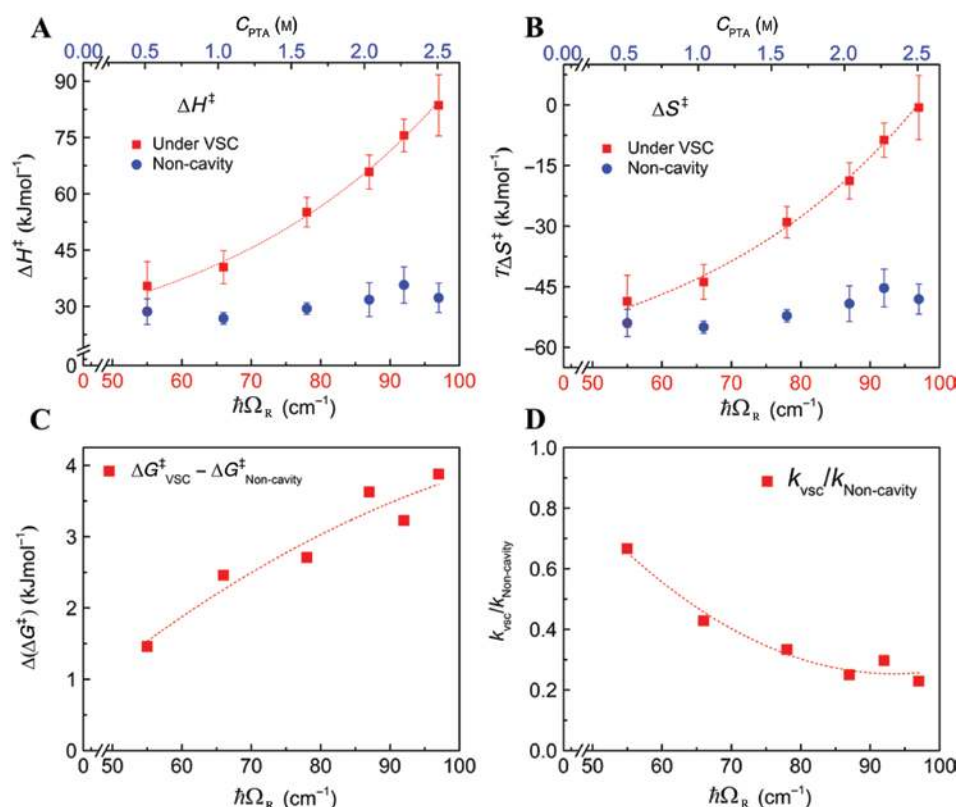 A
C_PTA (M)
0.00 0.5 1.0 1.5 2.0 2.5
90
75
60
45
30
0
ΔH‡ (kJmol⁻¹)
ΔH‡
Under VSC
Non-cavity
0 50 60 70 80 90 100
ħΩ_R (cm⁻¹)
B
C_PTA (M)
0.00 0.5 1.0 1.5 2.0 2.5
0
−15
−30
−45
−60
TΔS‡ (kJmol⁻¹)
ΔS‡
Under VSC
Non-cavity
0 50 60 70 80 90 100
ħΩ_R (cm⁻¹)
C
4
3
2
1
0
Δ(ΔG‡) (kJmol⁻¹)
ΔG‡_VSC − ΔG‡_Non-cavity
0 50 60 70 80 90 100
ħΩ_R (cm⁻¹)
D
1.0
0.8
0.6
0.4
0.2
0.0
k_vsc/k_Non-cavity
k_vsc/k_Non-cavity
0 50 60 70 80 90 100
ħΩ_R (cm⁻¹)